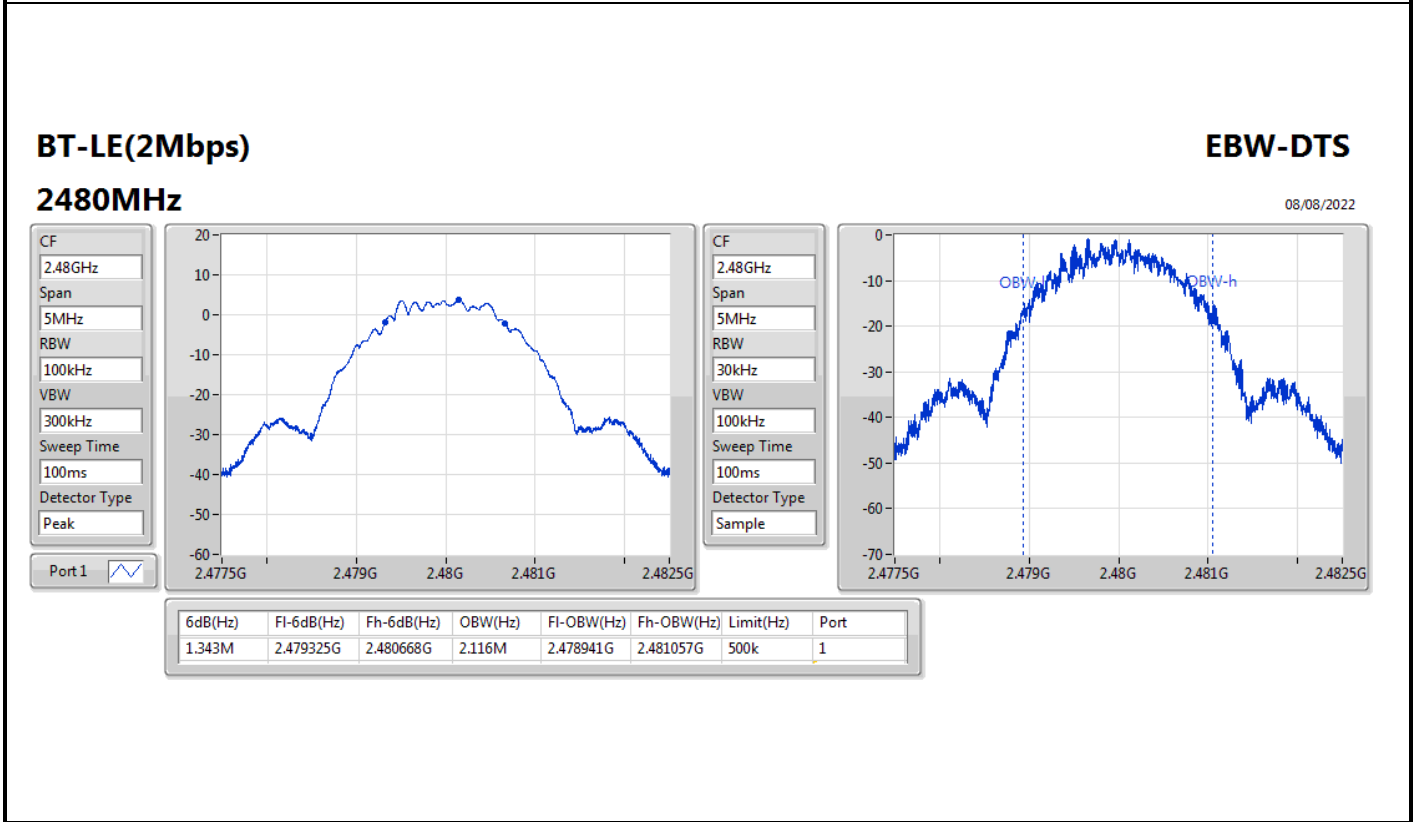 BT-LE(2Mbps)
EBW-DTS
2480MHz
08/08/2022
CF
2.48GHz
Span
5MHz
RBW
100kHz
VBW
300kHz
Sweep Time
100ms
Detector Type
Peak
Port 1
20
10
0
-10
-20
-30
-40
-50
-60
2.4775G 2.479G 2.48G 2.481G 2.4825G
CF
2.48GHz
Span
5MHz
RBW
30kHz
VBW
100kHz
Sweep Time
100ms
Detector Type
Sample
0
-10
-20
-30
-40
-50
-60
-70
OBW-l OBW-h
2.4775G 2.479G 2.48G 2.481G 2.4825G
6dB(Hz) Fl-6dB(Hz) Fh-6dB(Hz) OBW(Hz) Fl-OBW(Hz) Fh-OBW(Hz) Limit(Hz) Port
1.343M 2.479325G 2.480668G 2.116M 2.478941G 2.481057G 500k 1